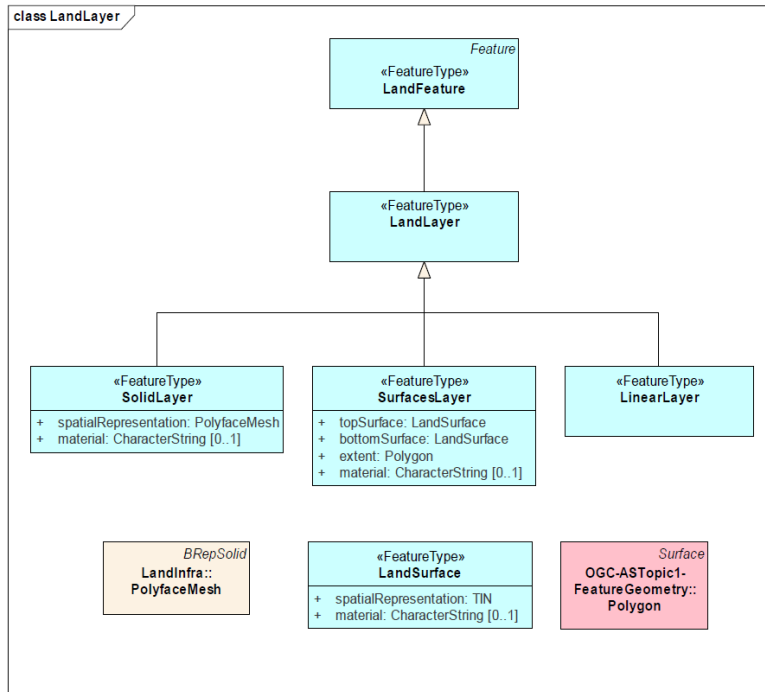 class LandLayer
Feature
«FeatureType»
LandFeature
«FeatureType»
LandLayer
«FeatureType»
SolidLayer
+ spatialRepresentation: PolyfaceMesh
+ material: CharacterString [0..1]
«FeatureType»
SurfacesLayer
+ topSurface: LandSurface
+ bottomSurface: LandSurface
+ extent: Polygon
+ material: CharacterString [0..1]
«FeatureType»
LinearLayer
BRepSolid
LandInfra::
PolyfaceMesh
«FeatureType»
LandSurface
+ spatialRepresentation: TIN
+ material: CharacterString [0..1]
Surface
OGC-ASTopic1-
FeatureGeometry::
Polygon